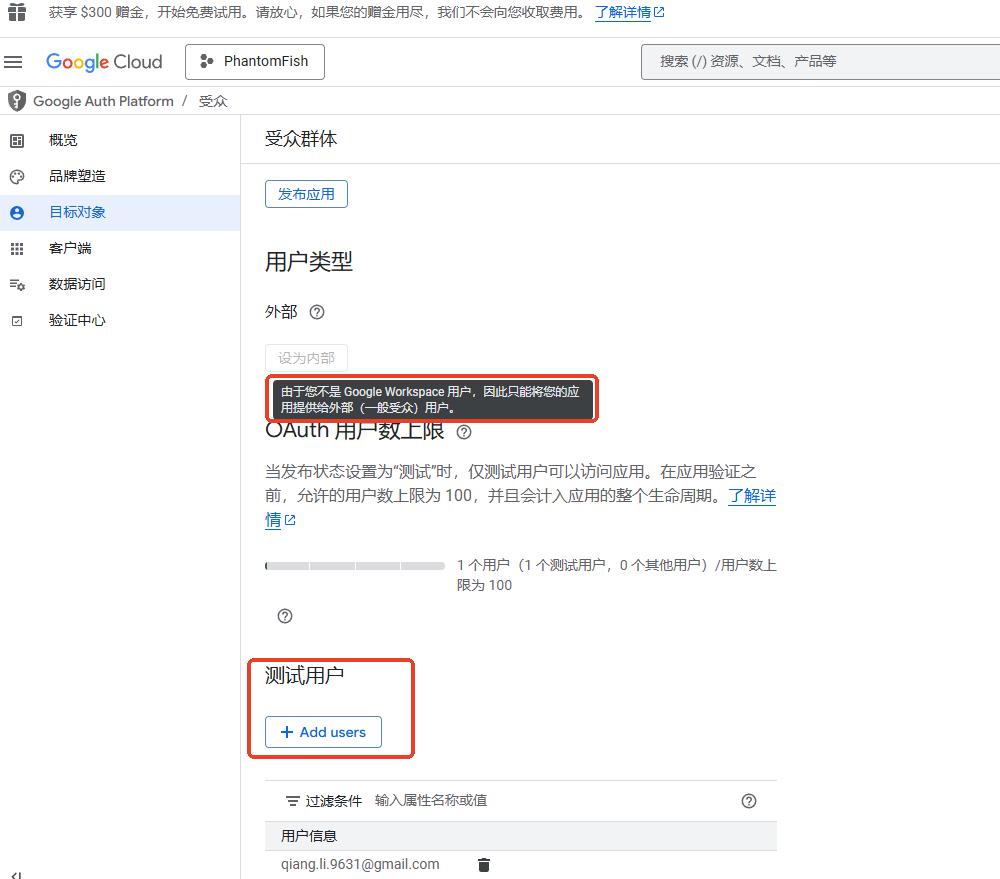 获享 $300 赠金，开始免费试用。请放心，如果您的赠金用尽，我们不会向您收取费用。 了解详情
Google Cloud
PhantomFish
搜索 (/) 资源、文档、产品等
Google Auth Platform / 受众
概览
品牌塑造
目标对象
客户端
数据访问
验证中心
受众群体
发布应用
用户类型
外部
设为内部
由于您不是 Google Workspace 用户，因此只能将您的应
用提供给外部（一般受众）用户。
OAuth 用户数上限
当发布状态设置为“测试”时，仅测试用户可以访问应用。在应用验证之
前，允许的用户数上限为 100，并且会计入应用的整个生命周期。了解详
情
1 个用户（1 个测试用户，0 个其他用户）/用户数上
限为 100
测试用户
+ Add users
过滤条件 输入属性名称或值
用户信息
qiang.li.9631@gmail.com